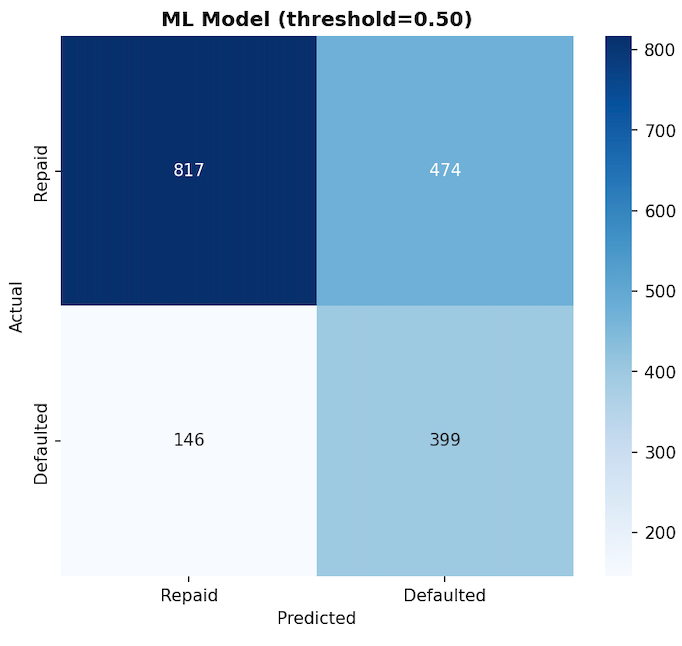 ML Model (threshold=0.50)
Actual
Repaid
Defaulted
817
474
146
399
Repaid
Defaulted
Predicted
800
700
600
500
400
300
200